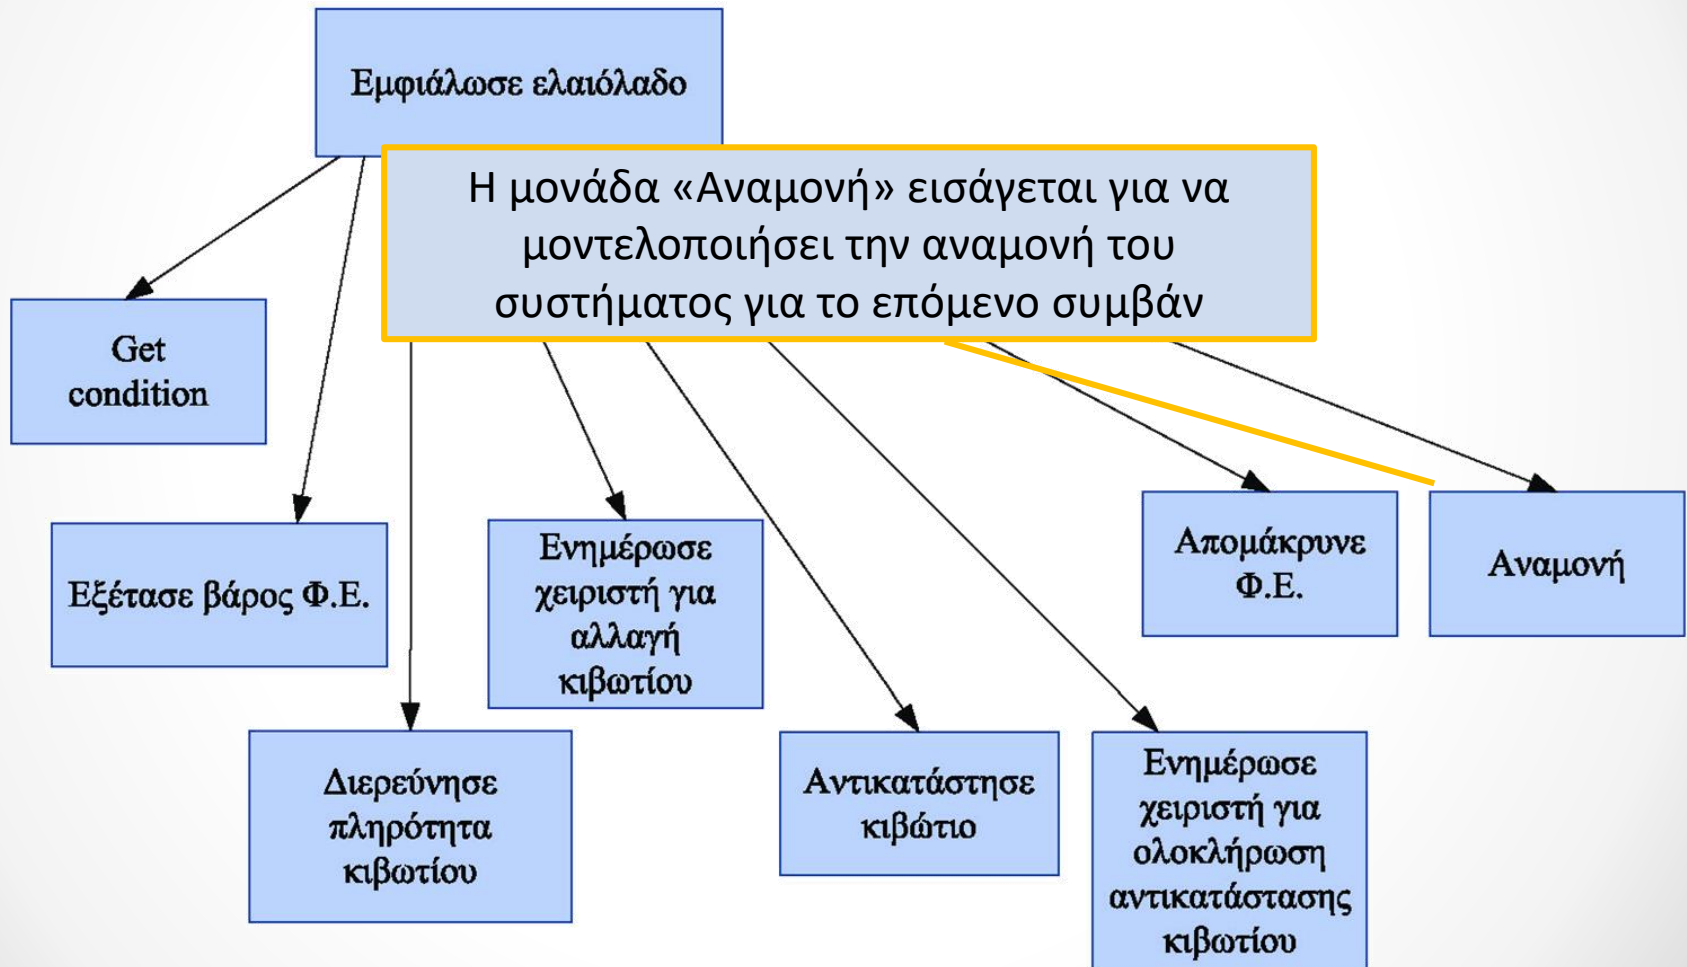 Εμφιάλωσε ελαιόλαδο
Η μονάδα «Αναμονή» εισάγεται για να
μοντελοποιήσει την αναμονή του
συστήματος για το επόμενο συμβάν
Get
condition
Εξέτασε βάρος Φ.Ε.
Διερεύνησε
πληρότητα
κιβωτίου
Ενημέρωσε
χειριστή για
αλλαγή
κιβωτίου
Αντικατάστησε
κιβώτιο
Ενημέρωσε
χειριστή για
ολοκλήρωση
αντικατάστασης
κιβωτίου
Απομάκρυνε
Φ.Ε.
Αναμονή